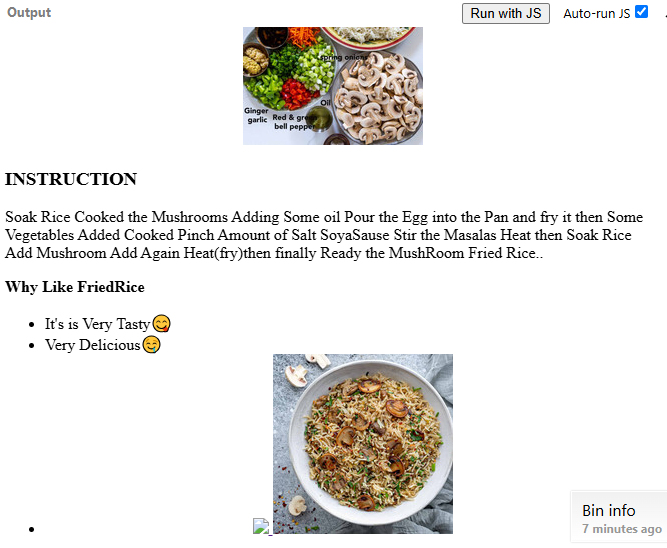 Output
Run with JS
Auto-run JS
spring onions
Oil
Ginger
garlic
Red & green
bell pepper
INSTRUCTION
Soak Rice Cooked the Mushrooms Adding Some oil Pour the Egg into the Pan and fry it then Some
Vegetables Added Cooked Pinch Amount of Salt SoyaSause Stir the Masalas Heat then Soak Rice
Add Mushroom Add Again Heat(fry)then finally Ready the MushRoom Fried Rice..
Why Like FriedRice
It's is Very Tasty😋
Very Delicious😋
Bin info
7 minutes ago